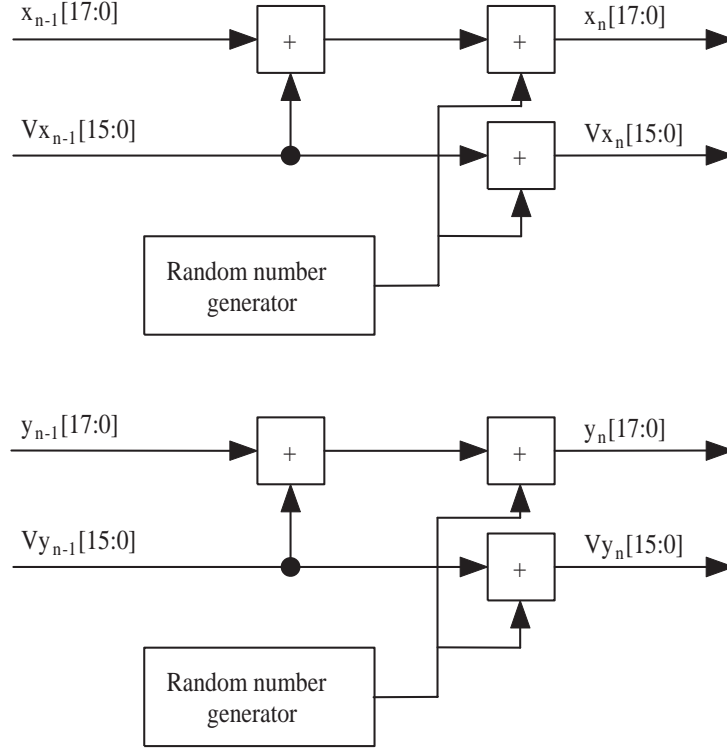 x_{n-1}[17:0]
+
+
x_n[17:0]
Vx_{n-1}[15:0]
+
Vx_n[15:0]
Random number
generator
y_{n-1}[17:0]
+
+
y_n[17:0]
Vy_{n-1}[15:0]
+
Vy_n[15:0]
Random number
generator